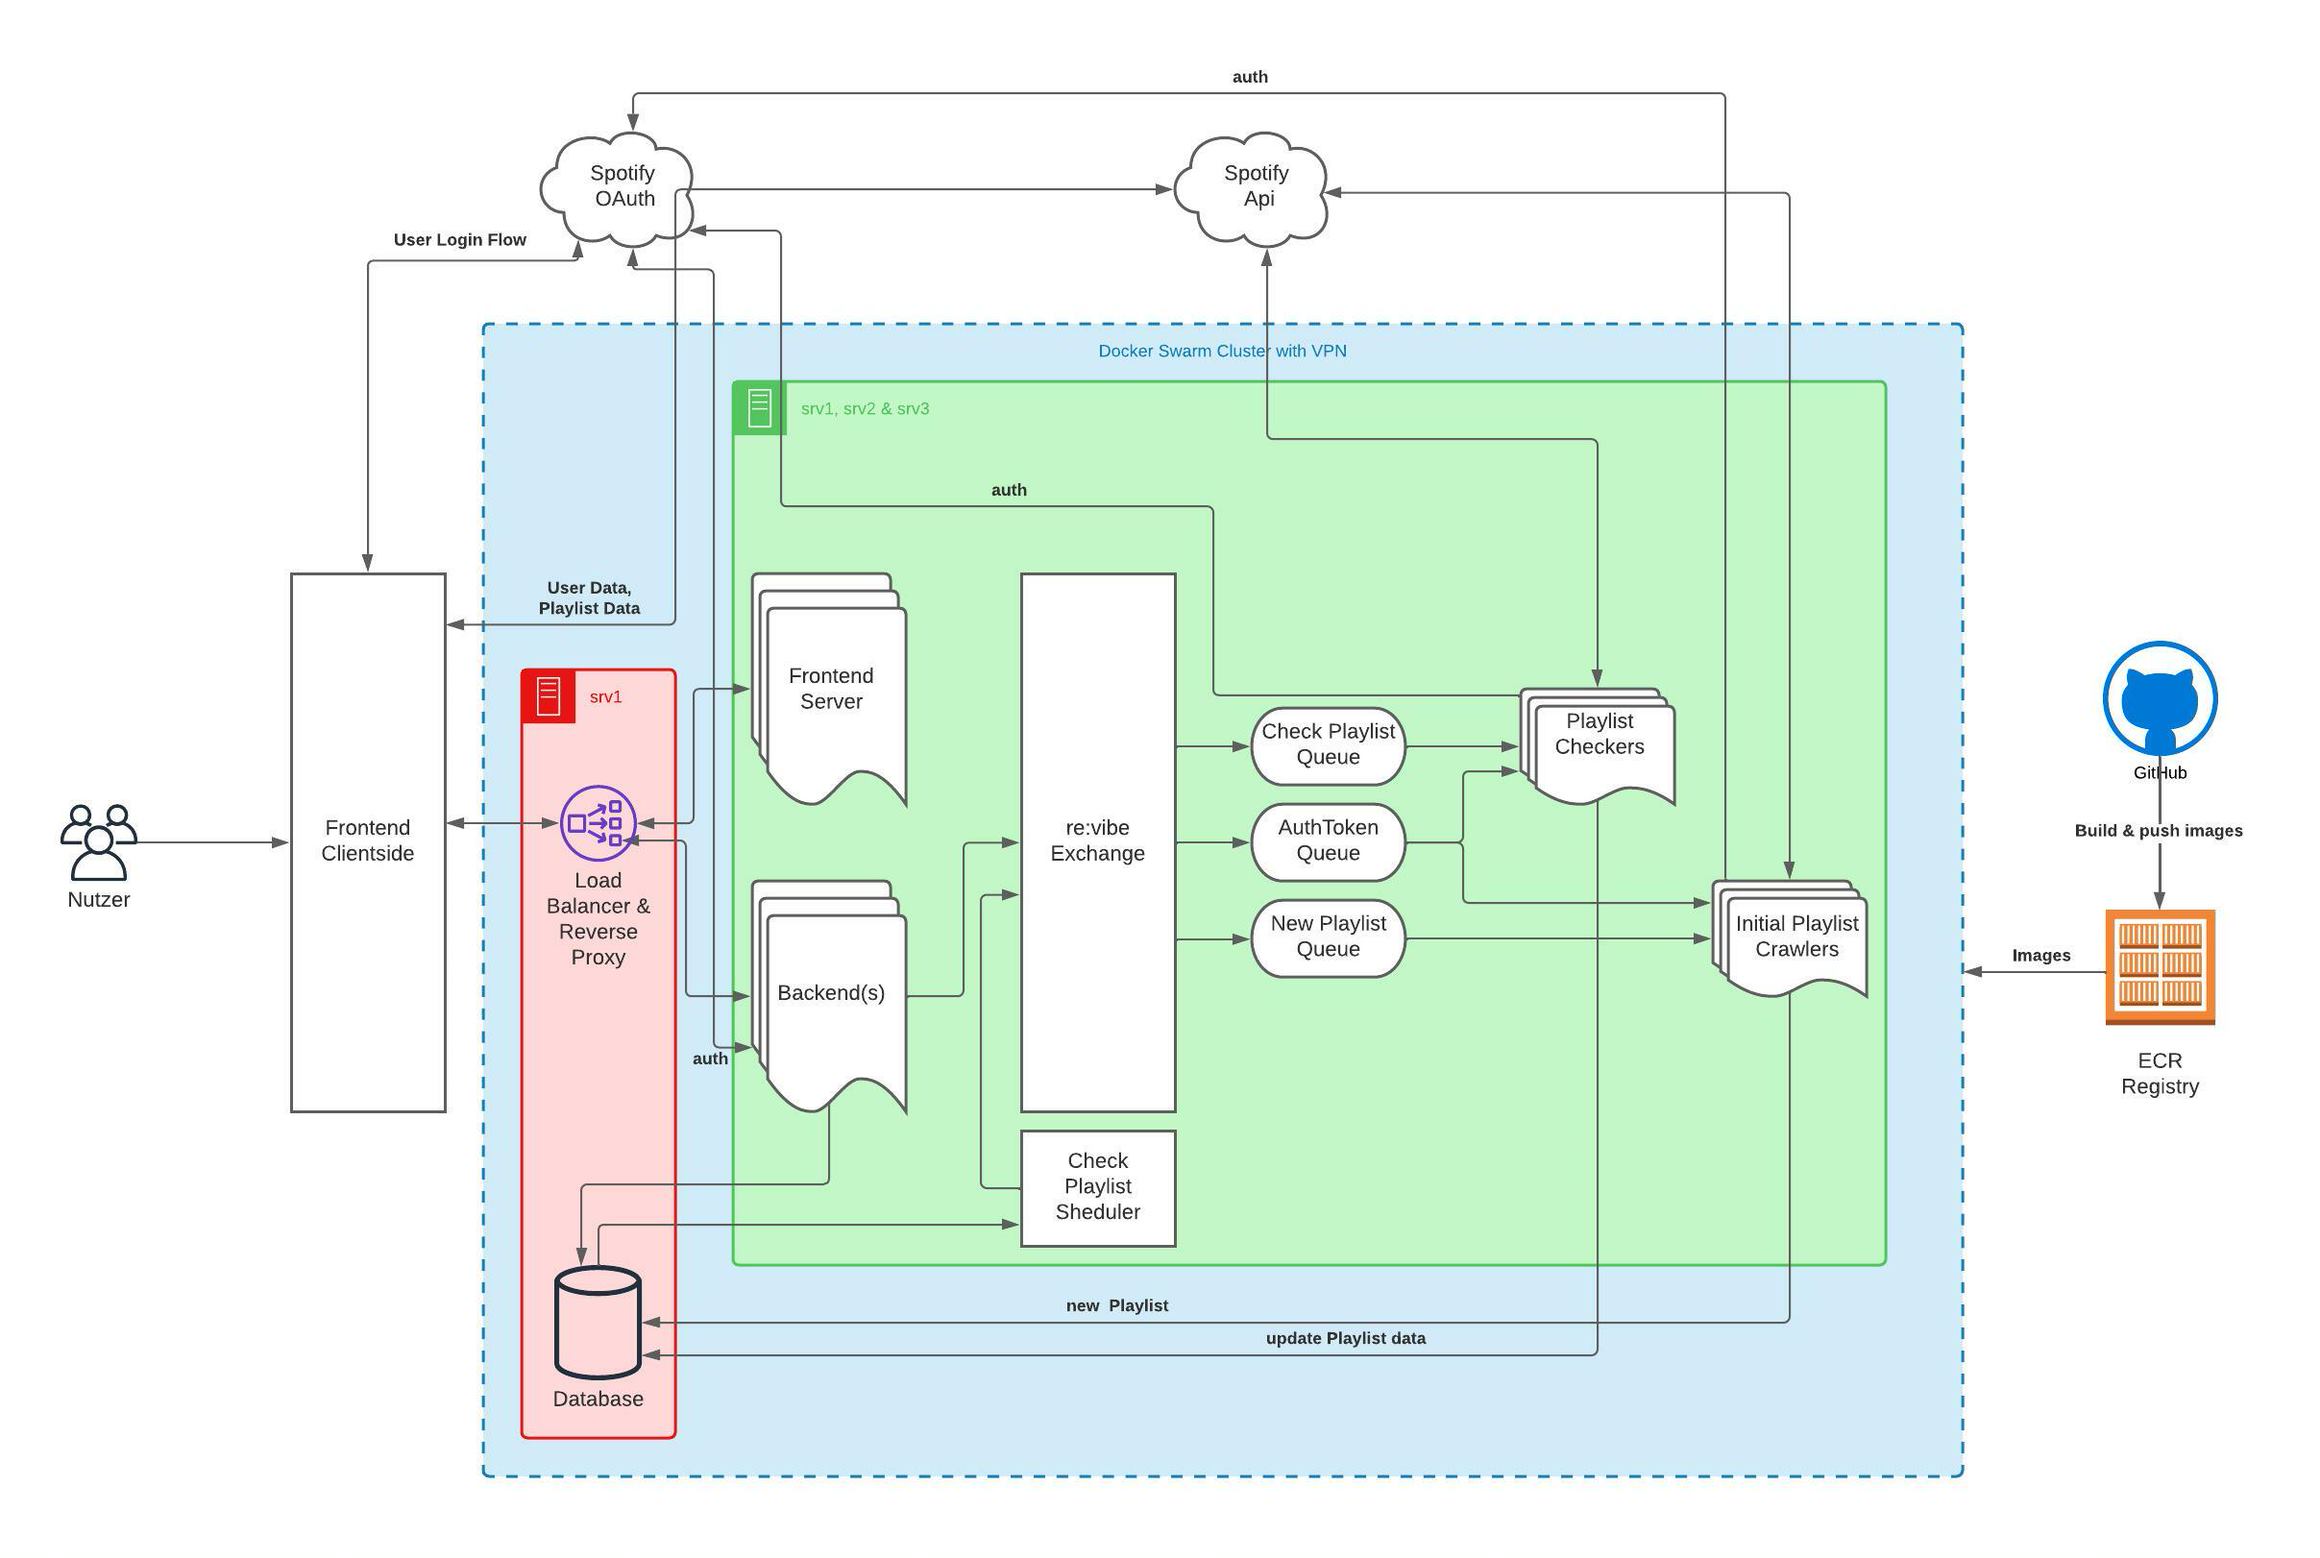 auth
Spotify
OAuth
Spotify
Api
User Login Flow
Docker Swarm Cluster with VPN
srv1, srv2 & srv3
auth
User Data,
Playlist Data
srv1
Frontend
Server
Check Playlist
Queue
Playlist
Checkers
GitHub
Nutzer
Frontend
Clientside
Load
Balancer &
Reverse
Proxy
re:vibe
Exchange
AuthToken
Queue
Build & push images
New Playlist
Queue
Initial Playlist
Crawlers
Images
Backend(s)
auth
ECR
Registry
Check
Playlist
Sheduler
new  Playlist
update Playlist data
Database